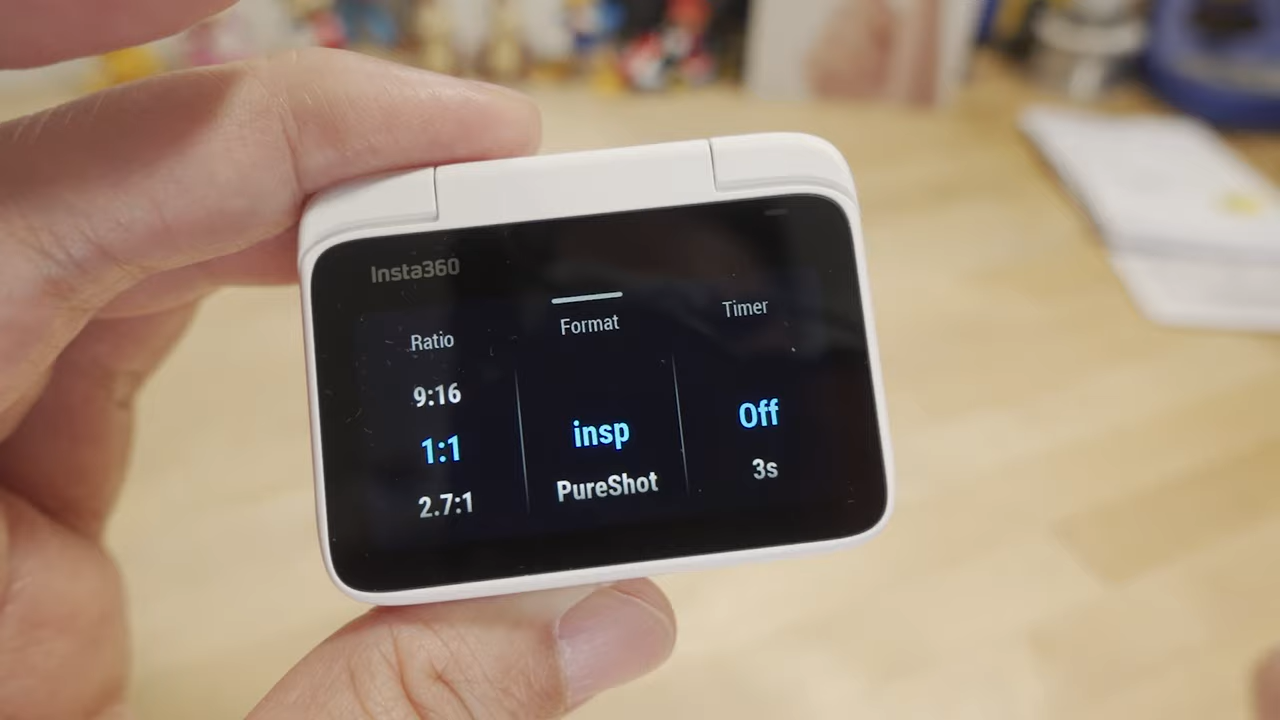 Insta360
Ratio
9:16
1:1
2.7:1
Format
insp
PureShot
Timer
Off
3s